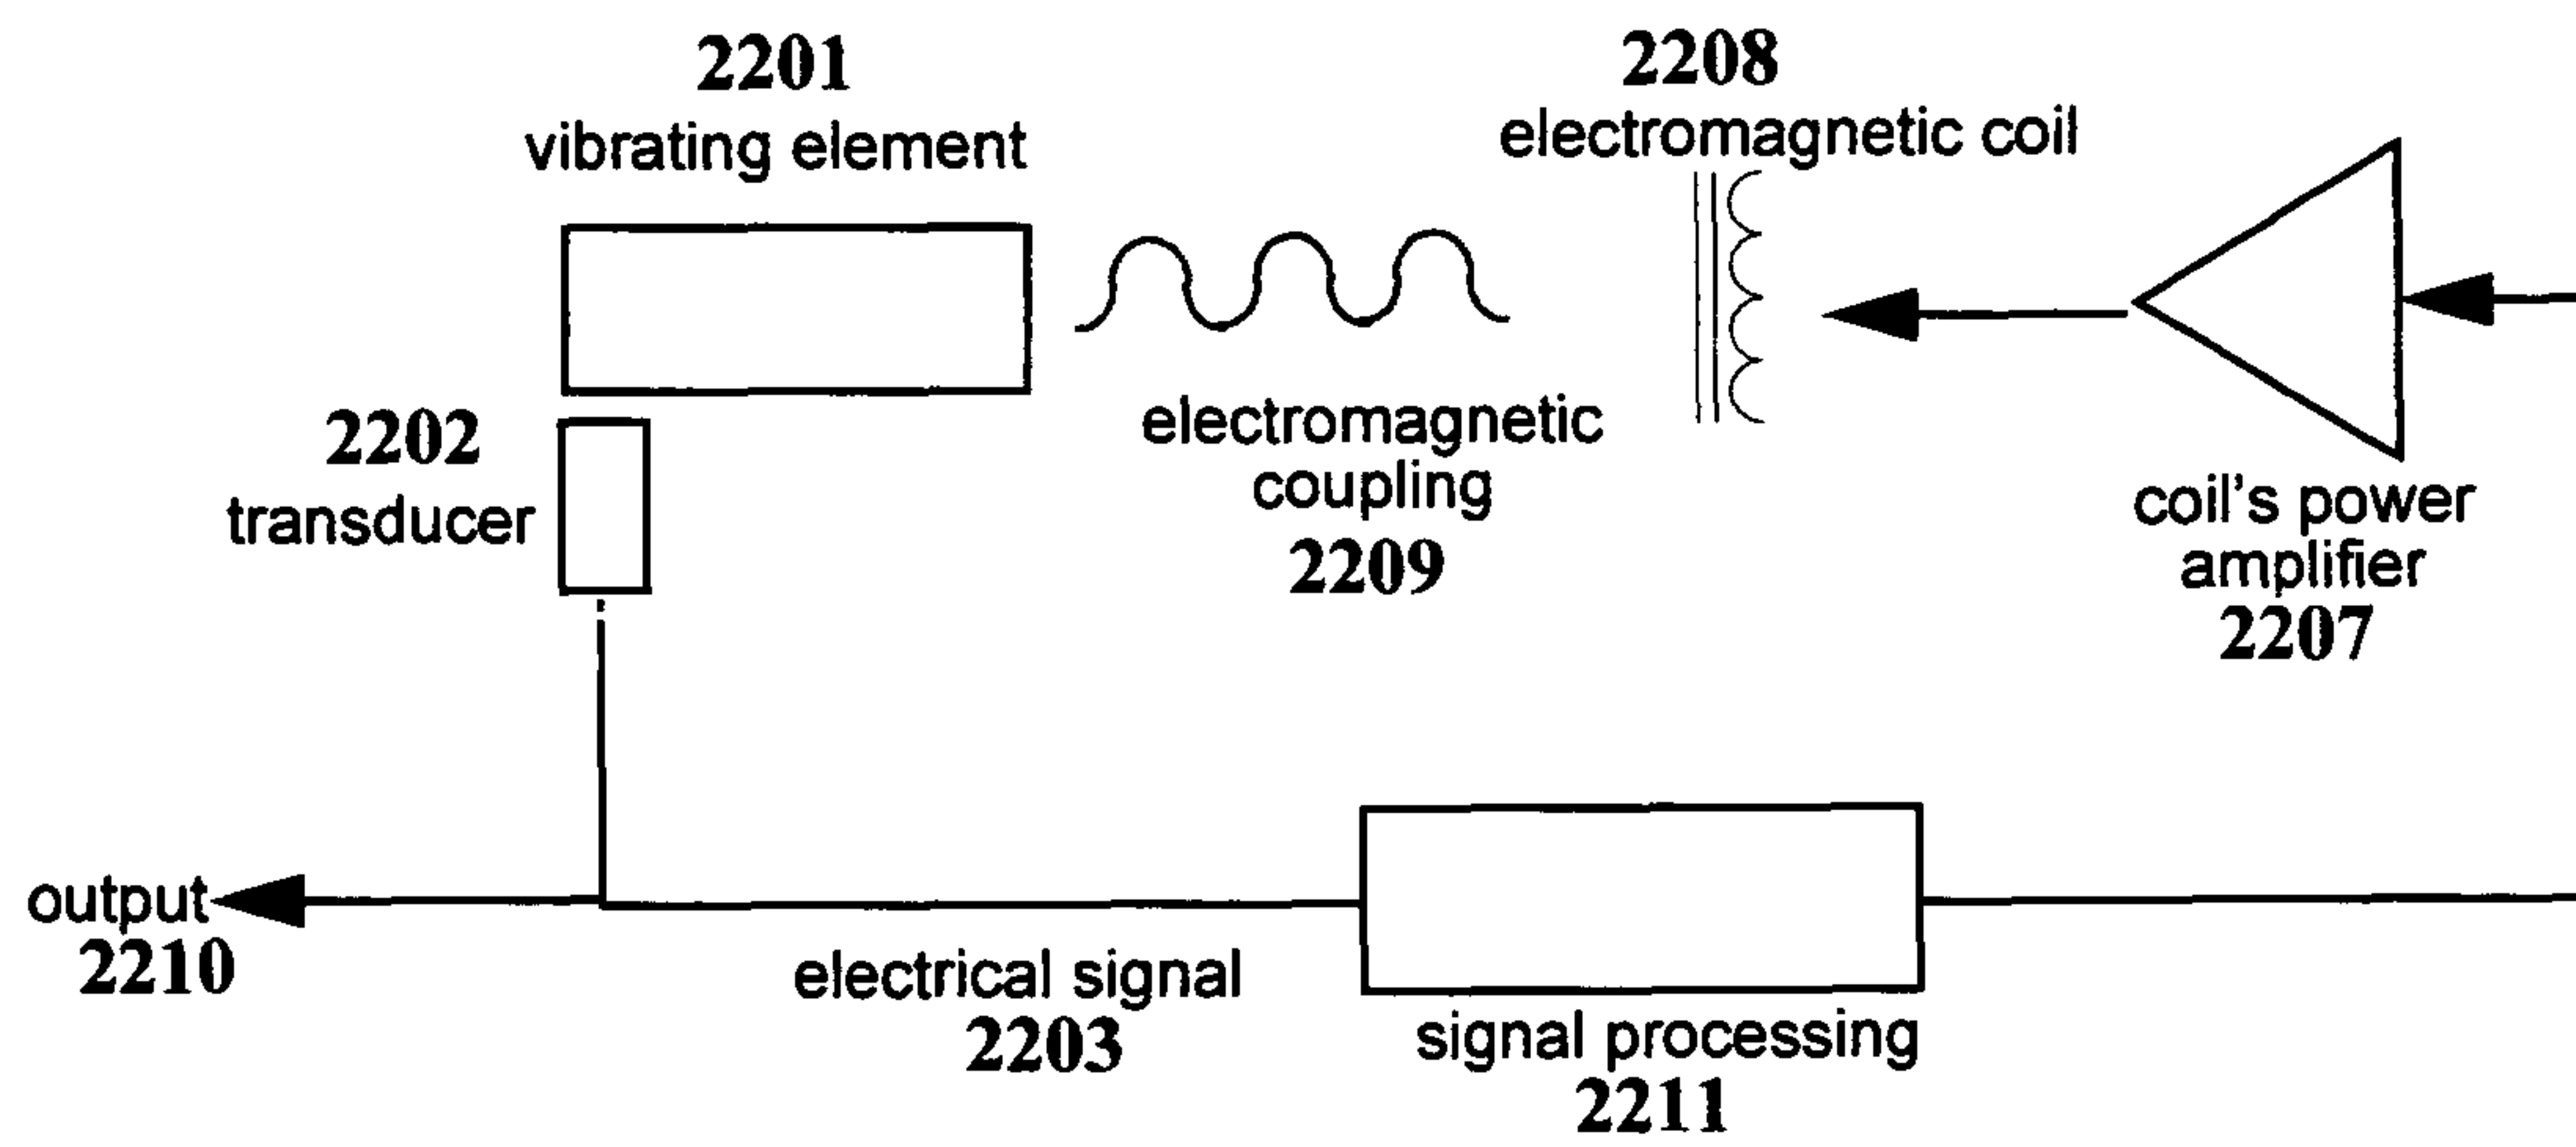 2201
vibrating element
2208
electromagnetic coil
2202
transducer
electromagnetic
coupling
2209
coil's power
amplifier
2207
output
2210
electrical signal
2203
signal processing
2211